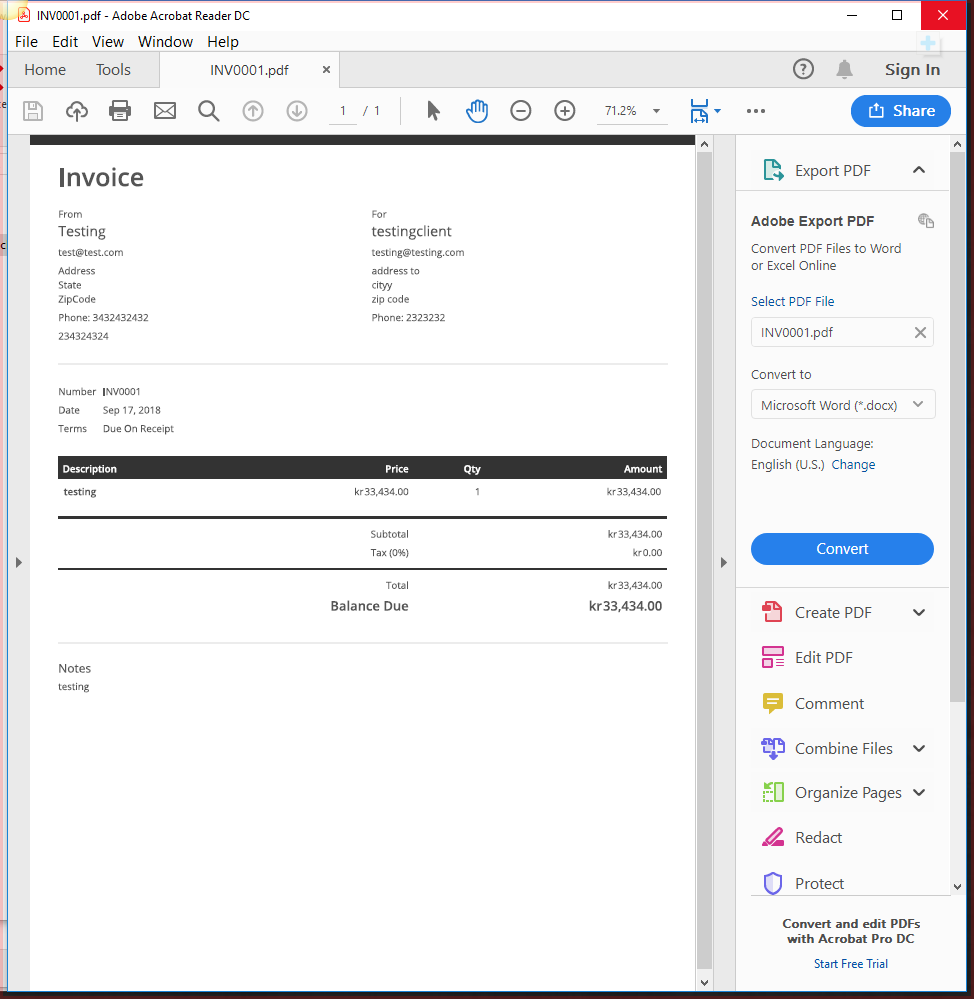 INV0001.pdf - Adobe Acrobat Reader DC
File Edit View Window Help
Home Tools INV0001.pdf Sign In
1 / 1 71.2% Share
Invoice
From For
Testing testingclient
test@test.com testing@testing.com
Address address to
State cityy
ZipCode zip code
Phone: 3432432432 Phone: 2323232
234324324
Number INV0001
Date Sep 17, 2018
Terms Due On Receipt
Description Price Qty Amount
testing kr33,434.00 1 kr33,434.00
Subtotal kr33,434.00
Tax (0%) kr0.00
Total kr33,434.00
Balance Due kr33,434.00
Notes
testing
Export PDF
Adobe Export PDF
Convert PDF Files to Word
or Excel Online
Select PDF File
INV0001.pdf
Convert to
Microsoft Word (*.docx)
Document Language:
English (U.S.) Change
Convert
Create PDF
Edit PDF
Comment
Combine Files
Organize Pages
Redact
Protect
Convert and edit PDFs
with Acrobat Pro DC
Start Free Trial